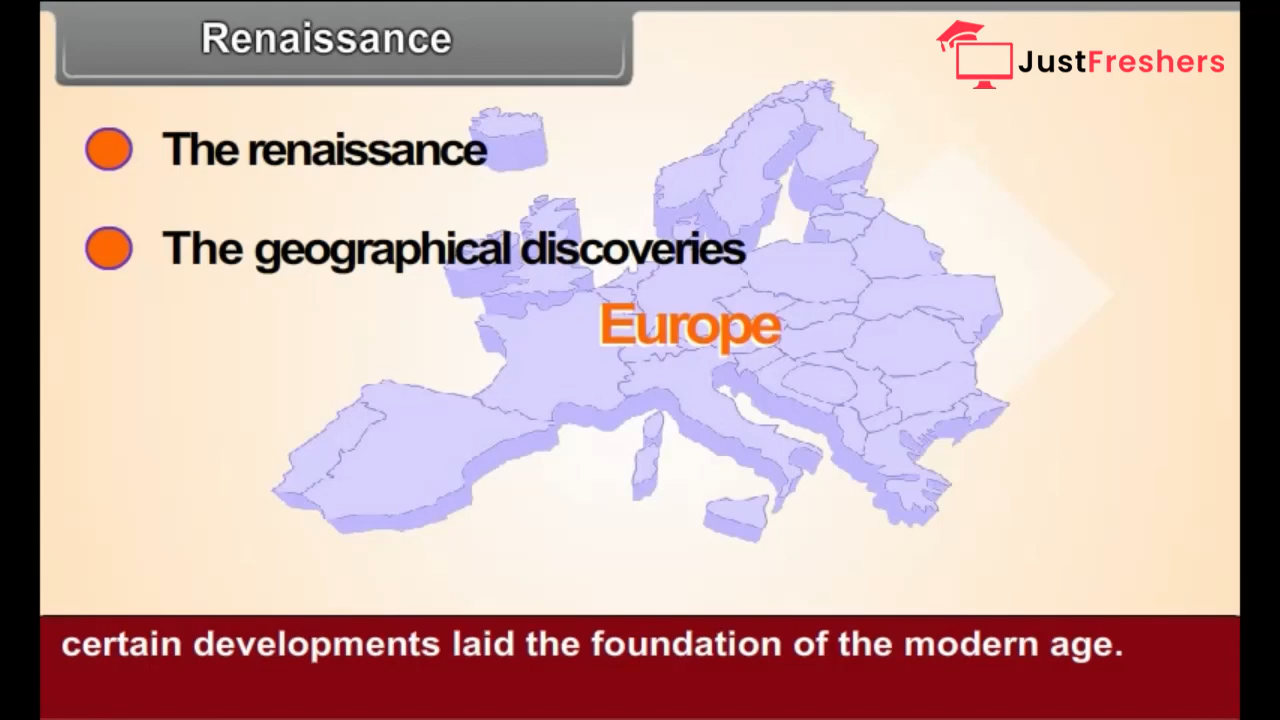 Renaissance
JustFreshers
The renaissance
The geographical discoveries
Europe
certain developments laid the foundation of the modern age.